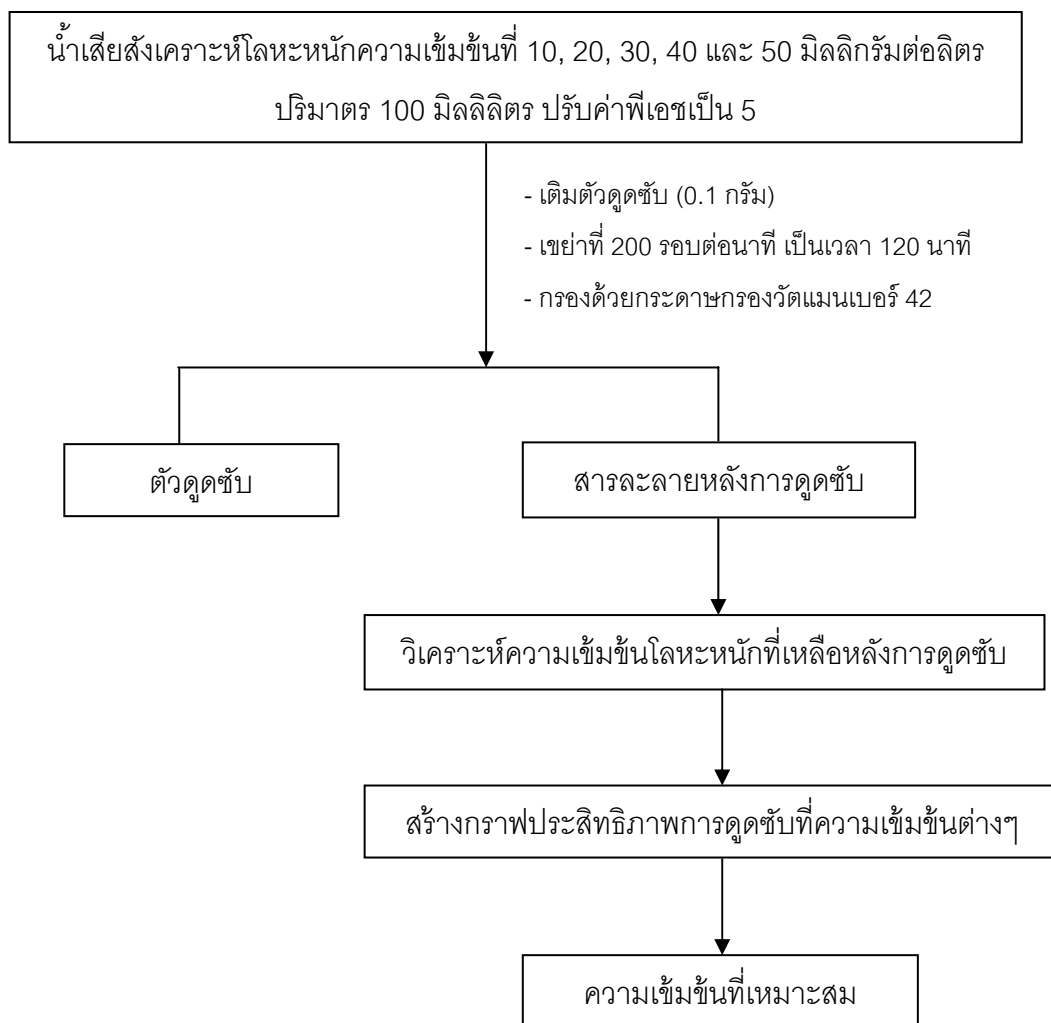 น้ำเสียสังเคราะห์โลหะหนักความเข้มข้นที่ 10, 20, 30, 40 และ 50 มิลลิกรัมต่อลิตร
ปริมาตร 100 มิลลิลิตร ปรับค่าพีเอชเป็น 5
- เติมตัวดูดซับ (0.1 กรัม)
- เขย่าที่ 200 รอบต่อนาที เป็นเวลา 120 นาที
- กรองด้วยกระดาษกรองวัตแมนเบอร์ 42
ตัวดูดซับ
สารละลายหลังการดูดซับ
วิเคราะห์ความเข้มข้นโลหะหนักที่เหลือหลังการดูดซับ
สร้างกราฟประสิทธิภาพการดูดซับที่ความเข้มข้นต่างๆ
ความเข้มข้นที่เหมาะสม